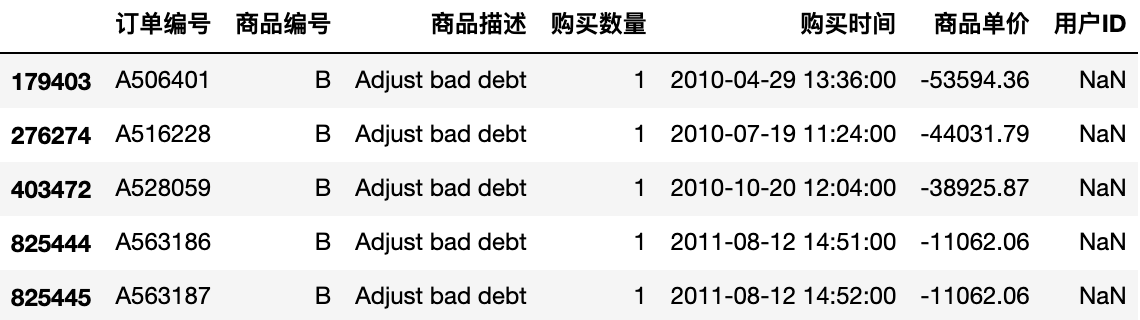 订单编号 商品编号 商品描述 购买数量 购买时间 商品单价 用户ID
179403 A506401 B Adjust bad debt 1 2010-04-29 13:36:00 -53594.36 NaN
276274 A516228 B Adjust bad debt 1 2010-07-19 11:24:00 -44031.79 NaN
403472 A528059 B Adjust bad debt 1 2010-10-20 12:04:00 -38925.87 NaN
825444 A563186 B Adjust bad debt 1 2011-08-12 14:51:00 -11062.06 NaN
825445 A563187 B Adjust bad debt 1 2011-08-12 14:52:00 -11062.06 NaN